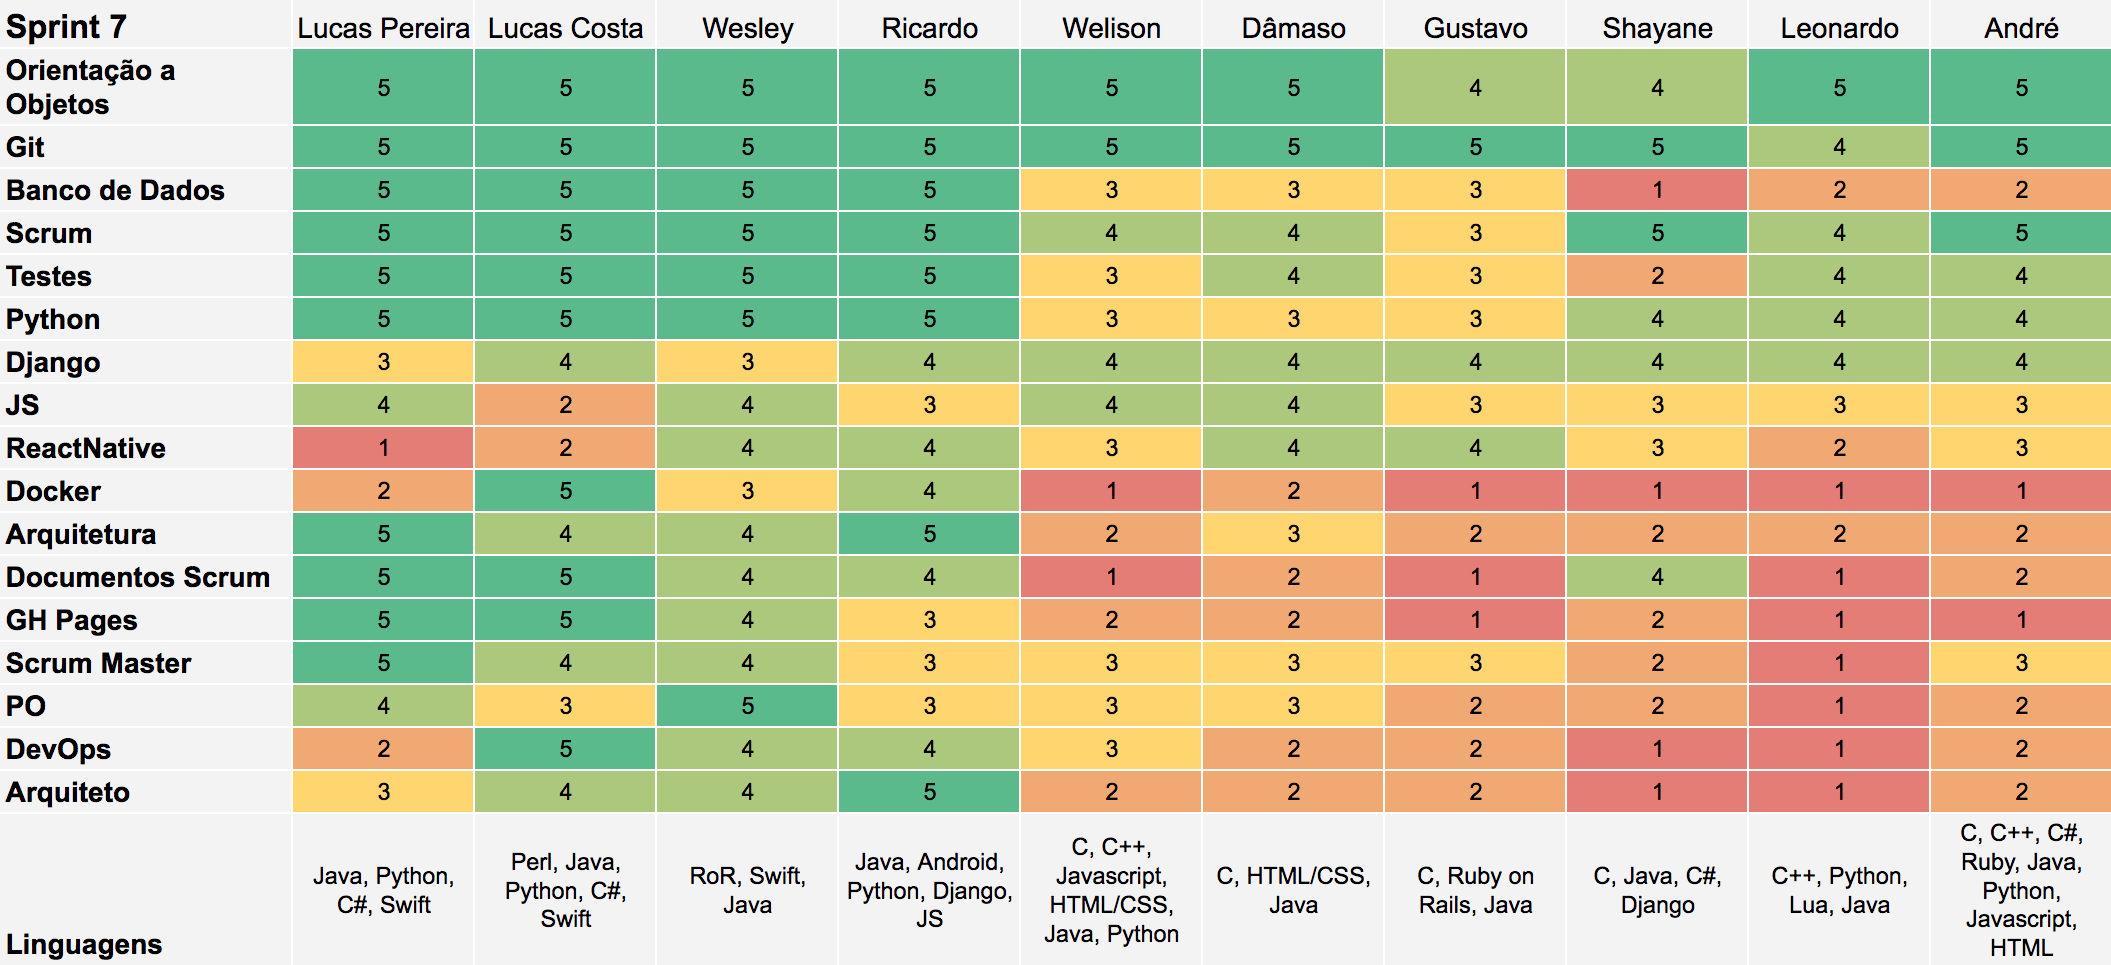 Sprint 7 Lucas Pereira Lucas Costa Wesley Ricardo Welison Dâmaso Gustavo Shayane Leonardo André
Orientação a
Objetos 5 5 5 5 5 5 4 4 5 5
Git 5 5 5 5 5 5 5 5 4 5
Banco de Dados 5 5 5 5 3 3 3 1 2 2
Scrum 5 5 5 5 4 4 3 5 4 5
Testes 5 5 5 5 3 4 3 2 4 4
Python 5 5 5 5 3 3 3 4 4 4
Django 3 4 3 4 4 4 4 4 4 4
JS 4 2 4 3 4 4 3 3 3 3
ReactNative 1 2 4 4 3 4 4 3 2 3
Docker 2 5 3 4 1 2 1 1 1 1
Arquitetura 5 4 4 5 2 3 2 2 2 2
Documentos Scrum 5 5 4 4 1 2 1 4 1 2
GH Pages 5 5 4 3 2 2 1 2 1 1
Scrum Master 5 4 4 3 3 3 3 2 1 3
PO 4 3 5 3 3 3 2 2 1 2
DevOps 2 5 4 4 3 2 2 1 1 2
Arquiteto 3 4 4 5 2 2 2 1 1 2
Linguagens
Java, Python,
C#, Swift
Perl, Java,
Python, C#,
Swift
RoR, Swift,
Java
Java, Android,
Python, Django,
JS
C, C++,
Javascript,
HTML/CSS,
Java, Python
C, HTML/CSS,
Java
C, Ruby on
Rails, Java
C, Java, C#,
Django
C++, Python,
Lua, Java
C, C++, C#,
Ruby, Java,
Python,
Javascript,
HTML